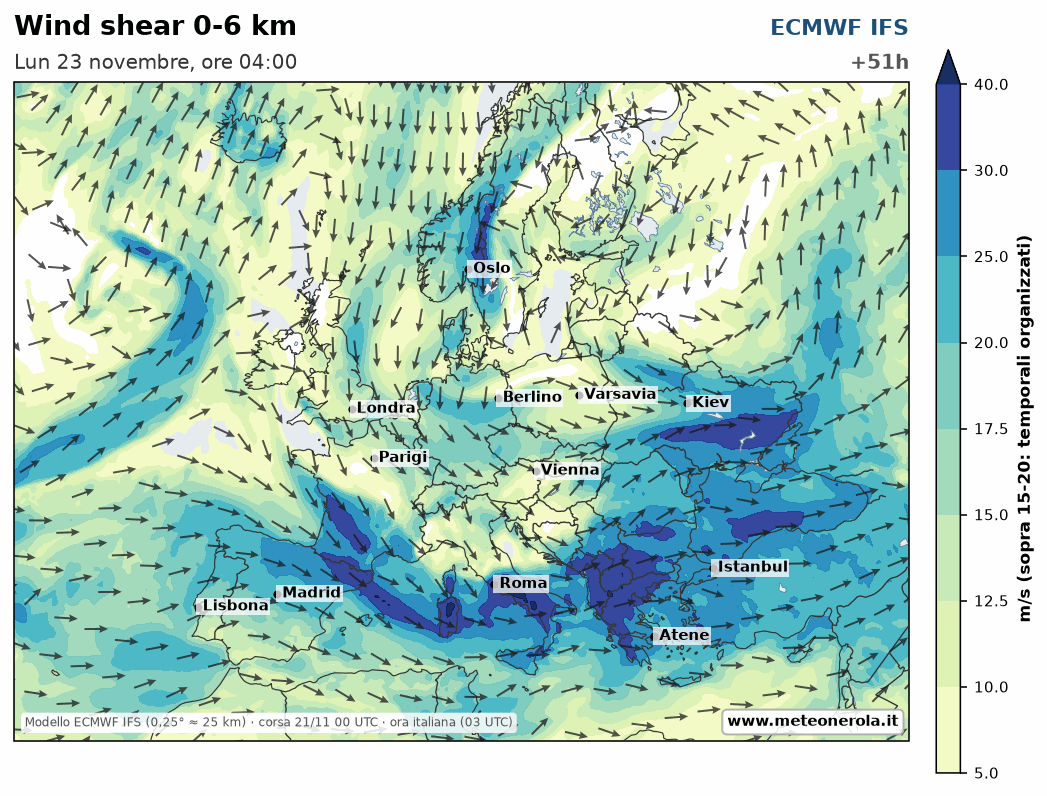 Wind shear 0-6 km
ECMWF IFS
Lun 23 novembre, ore 04:00
+51h
40.0
30.0
25.0
20.0
17.5
15.0
12.5
10.0
5.0
m/s (sopra 15-20: temporali organizzati)
Oslo
Londra
Berlino
Varsavia
Kiev
Parigi
Vienna
Roma
Istanbul
Madrid
Lisbona
Atene
Modello ECMWF IFS (0,25° ≈ 25 km) · corsa 21/11 00 UTC · ora italiana (03 UTC)
www.meteonerola.it